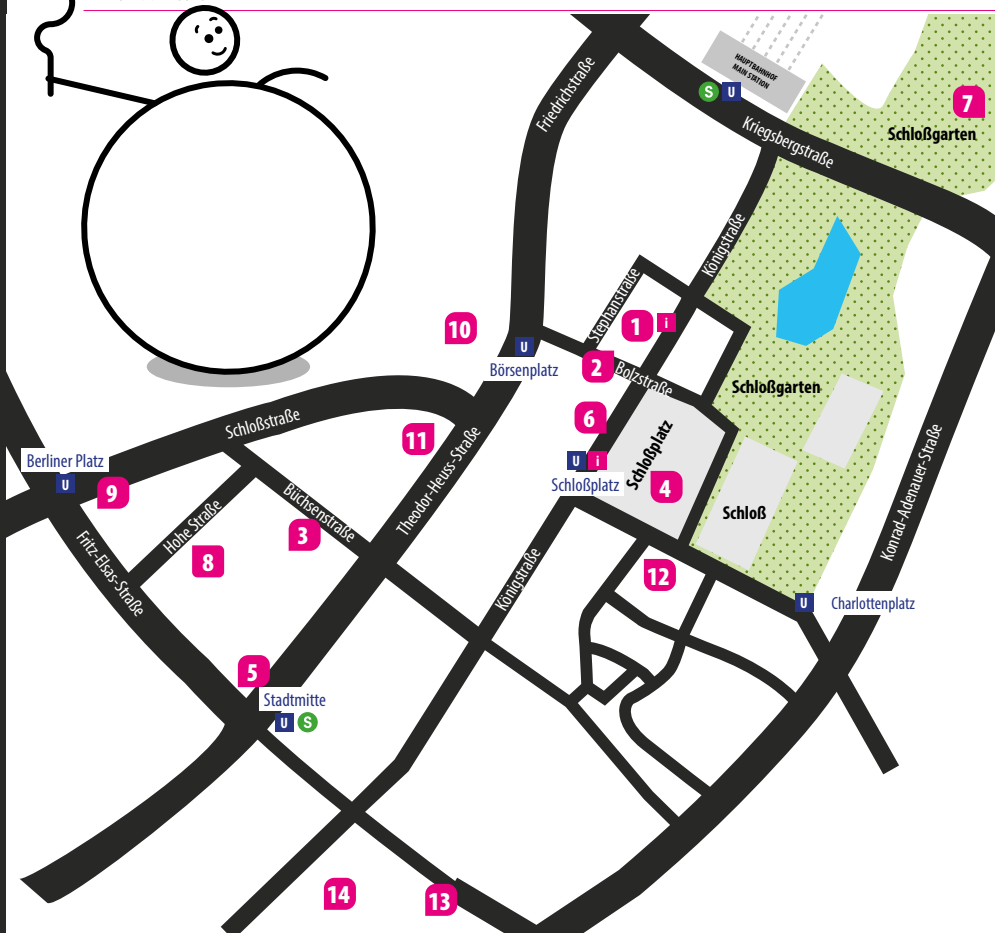 HAUPTBAHNHOF
MAIN STATION
S
U
7
Schloßgarten
Kriegsbergstraße
Friedrichstraße
Königstraße
Stephanstraße
1
i
10
U
Börsenplatz
2
Bolzstraße
Schloßgarten
6
Schloßplatz
Schloßstraße
11
Theodor-Heuss-Straße
U
i
Schloßplatz
4
Berliner Platz
U
9
Hohe Straße
Büchsenstraße
3
Schloß
Konrad-Adenauer-Straße
8
Fritz-Elsas-Straße
Königstraße
12
U
Charlottenplatz
5
Stadtmitte
U
S
14
13